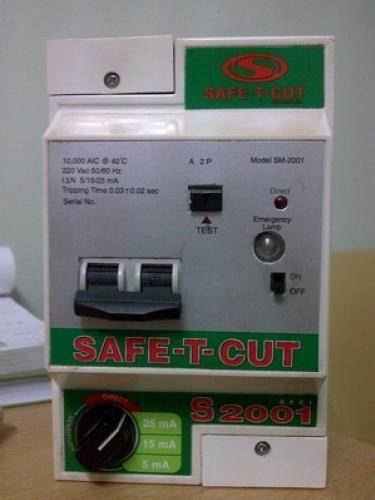 SAFE-T-CUT
10,000 AIC @ 40°C
220 Vac 50/60 Hz
I△N 5/15/25 mA
Tripping Time 0.03 ± 0.02 sec
Serial No.
A 2 P
Model SM-2001
TEST
Direct
Emergency
Lamp
ON
OFF
SAFE-T-CUT
DIRECT
25 mA
15 mA
5 mA
GFCI
S2001